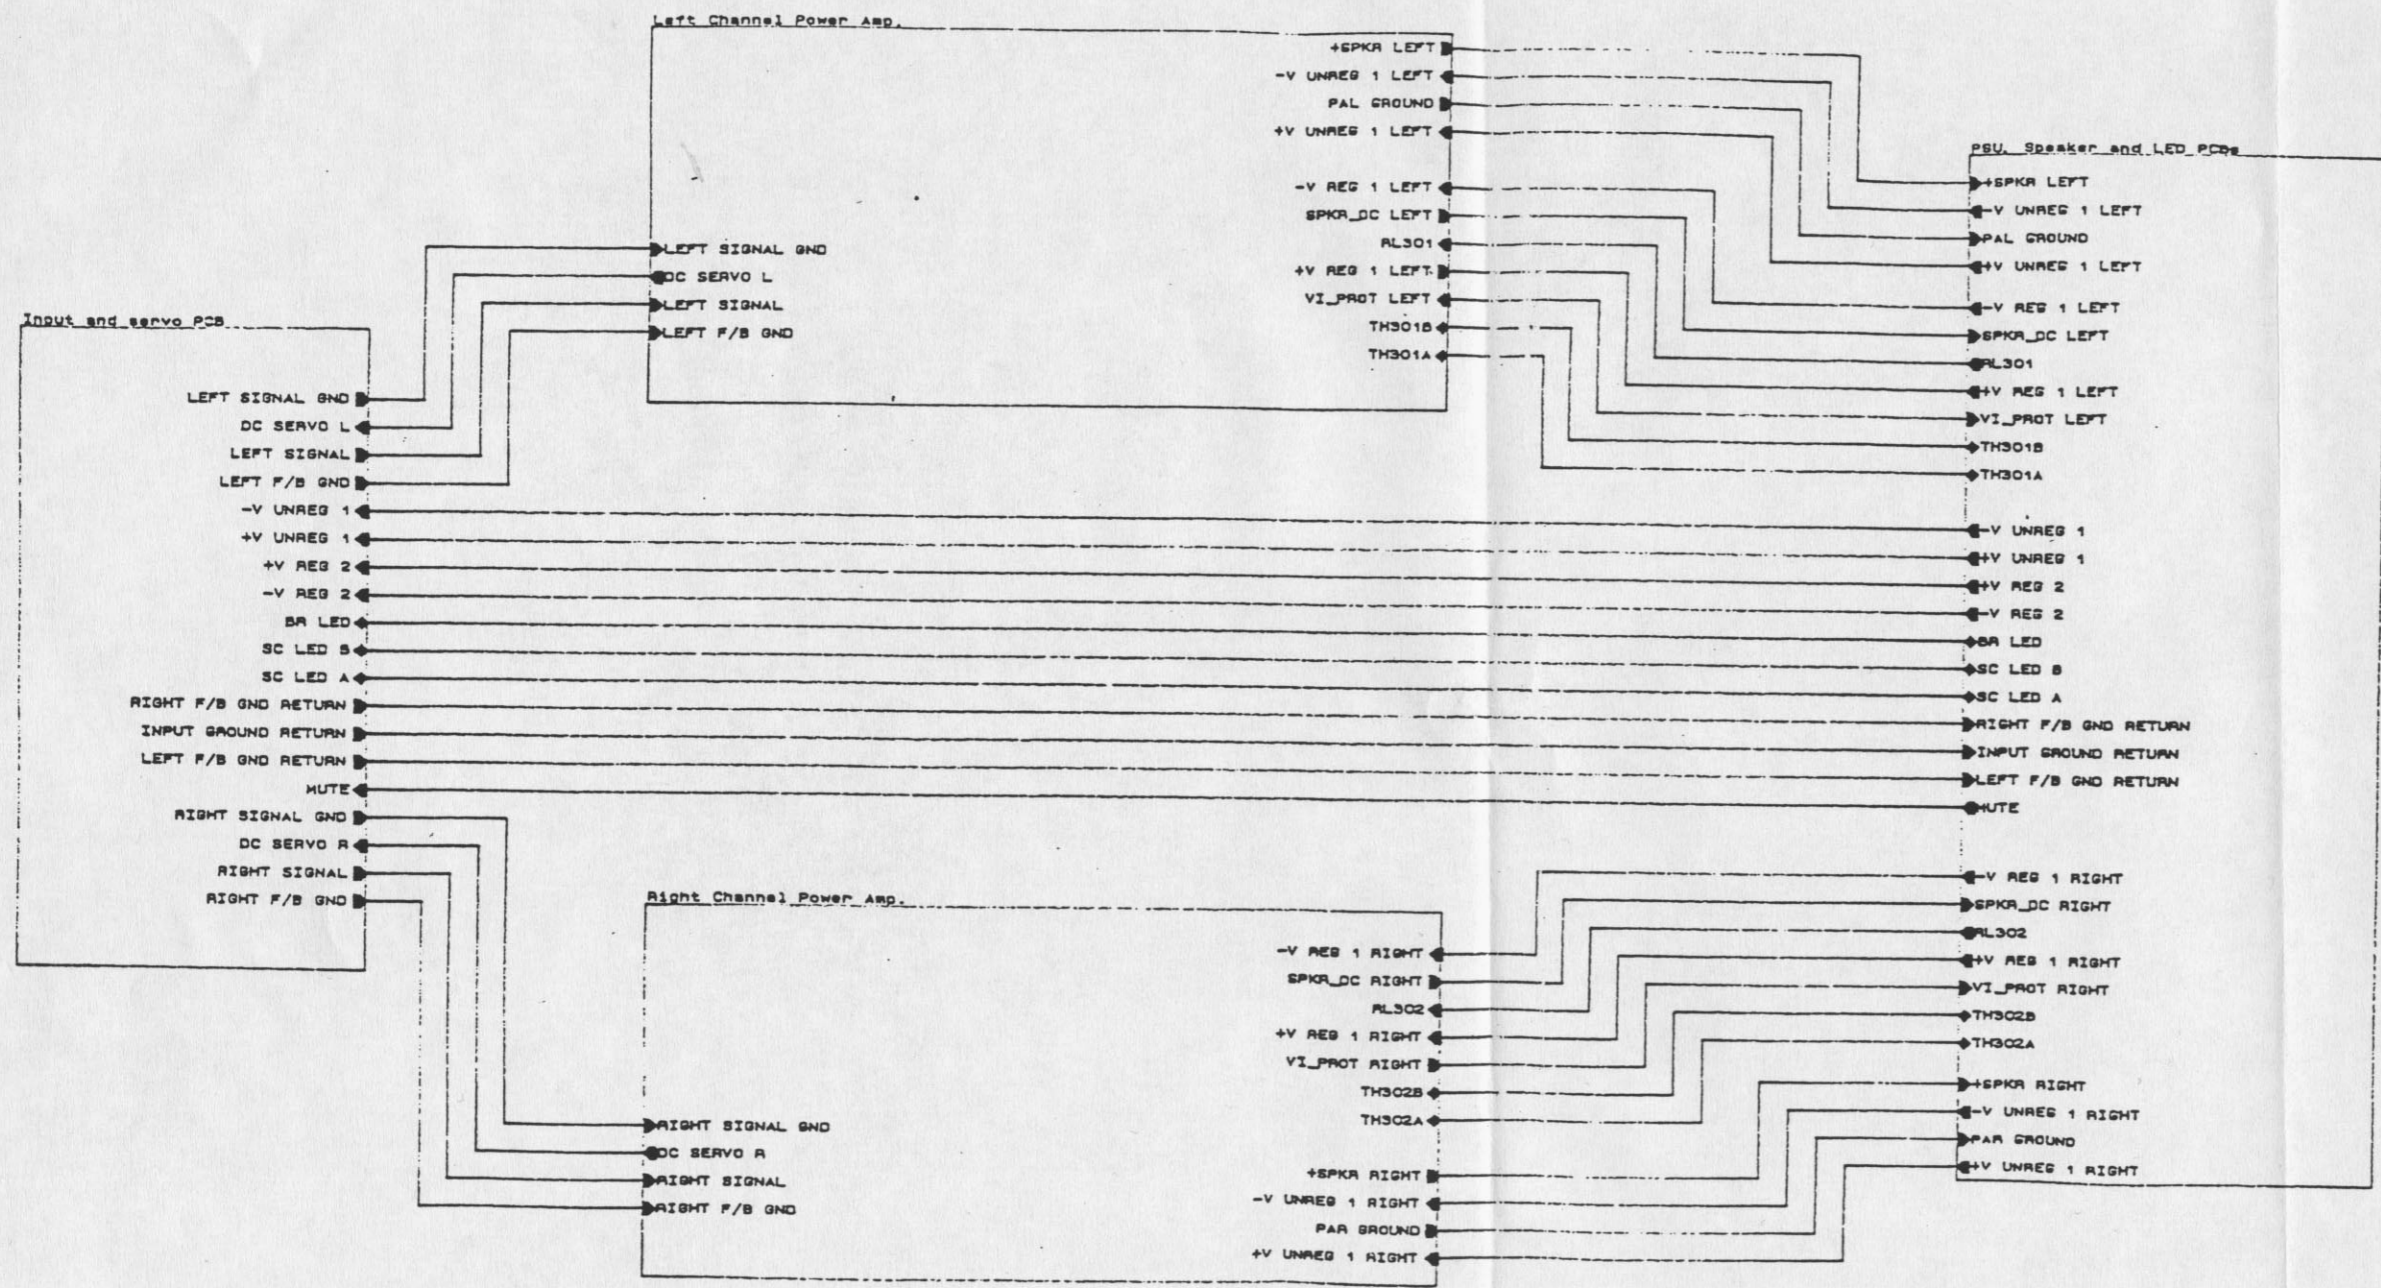 Left Channel Power Amp.
+SPKR LEFT
-V UNREG 1 LEFT
PAL GROUND
+V UNREG 1 LEFT
-V REG 1 LEFT
SPKR_DC LEFT
RL301
+V REG 1 LEFT
VI_PROT LEFT
TH301B
TH301A
LEFT SIGNAL GND
DC SERVO L
LEFT SIGNAL
LEFT F/B GND
Input and servo PCB
LEFT SIGNAL GND
DC SERVO L
LEFT SIGNAL
LEFT F/B GND
-V UNREG 1
+V UNREG 1
+V REG 2
-V REG 2
BR LED
SC LED B
SC LED A
RIGHT F/B GND RETURN
INPUT GROUND RETURN
LEFT F/B GND RETURN
MUTE
RIGHT SIGNAL GND
DC SERVO R
RIGHT SIGNAL
RIGHT F/B GND
PSU, Speaker and LED PCBs
+SPKR LEFT
-V UNREG 1 LEFT
PAL GROUND
+V UNREG 1 LEFT
-V REG 1 LEFT
SPKR_DC LEFT
RL301
+V REG 1 LEFT
VI_PROT LEFT
TH301B
TH301A
-V UNREG 1
+V UNREG 1
+V REG 2
-V REG 2
BR LED
SC LED B
SC LED A
RIGHT F/B GND RETURN
INPUT GROUND RETURN
LEFT F/B GND RETURN
MUTE
-V REG 1 RIGHT
SPKR_DC RIGHT
RL302
+V REG 1 RIGHT
VI_PROT RIGHT
TH302B
TH302A
+SPKR RIGHT
-V UNREG 1 RIGHT
PAR GROUND
+V UNREG 1 RIGHT
Right Channel Power Amp.
-V REG 1 RIGHT
SPKR_DC RIGHT
RL302
+V REG 1 RIGHT
VI_PROT RIGHT
TH302B
TH302A
+SPKR RIGHT
-V UNREG 1 RIGHT
PAR GROUND
+V UNREG 1 RIGHT
RIGHT SIGNAL GND
DC SERVO R
RIGHT SIGNAL
RIGHT F/B GND